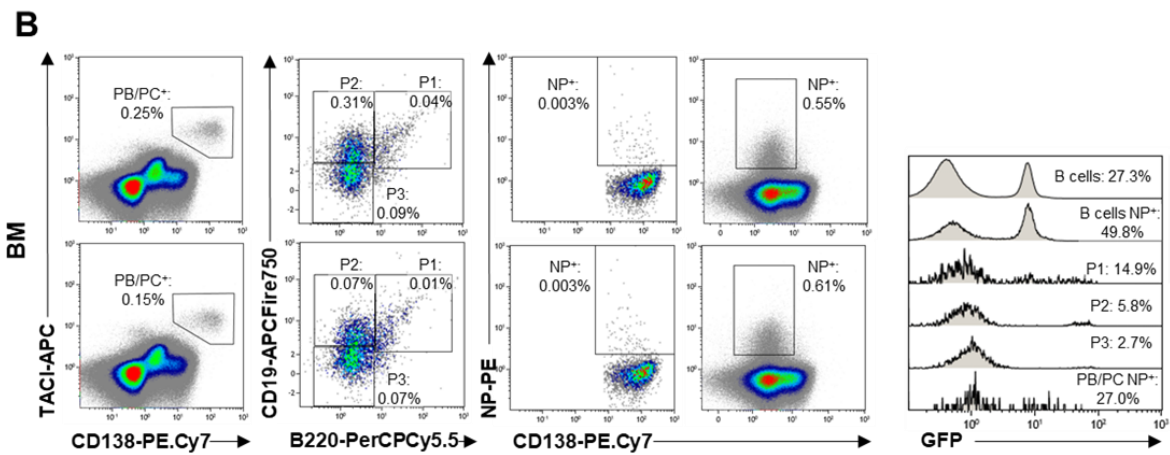 B
BM
TACI-APC
CD138-PE.Cy7
PB/PC⁺:
0.25%
PB/PC⁺:
0.15%
CD19-APCFire750
B220-PerCPCy5.5
P2:
0.31%
P1:
0.04%
P3:
0.09%
P2:
0.07%
P1:
0.01%
P3:
0.07%
NP-PE
CD138-PE.Cy7
NP⁺:
0.003%
NP⁺:
0.55%
NP⁺:
0.003%
NP⁺:
0.61%
B cells: 27.3%
B cells NP⁺:
49.8%
P1: 14.9%
P2: 5.8%
P3: 2.7%
PB/PC NP⁺:
27.0%
10⁰ 10¹ 10² 10³
GFP